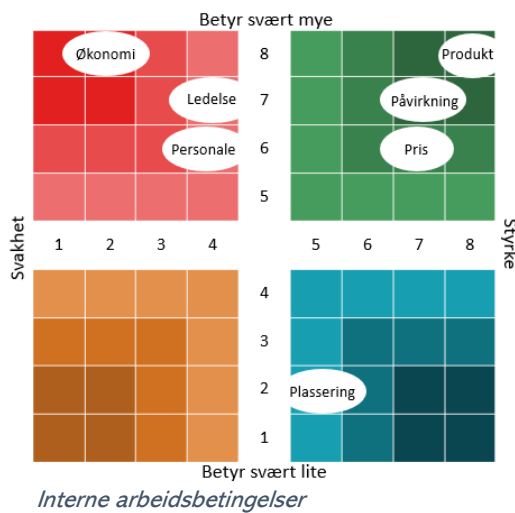 Betyr svært mye
Økonomi 8 Produkt
Ledelse 7 Påvirkning
Personale 6 Pris
5
Svakhet 1 2 3 4 5 6 7 8 Styrke
4
3
2 Plassering
1
Betyr svært lite
Interne arbeidsbetingelser